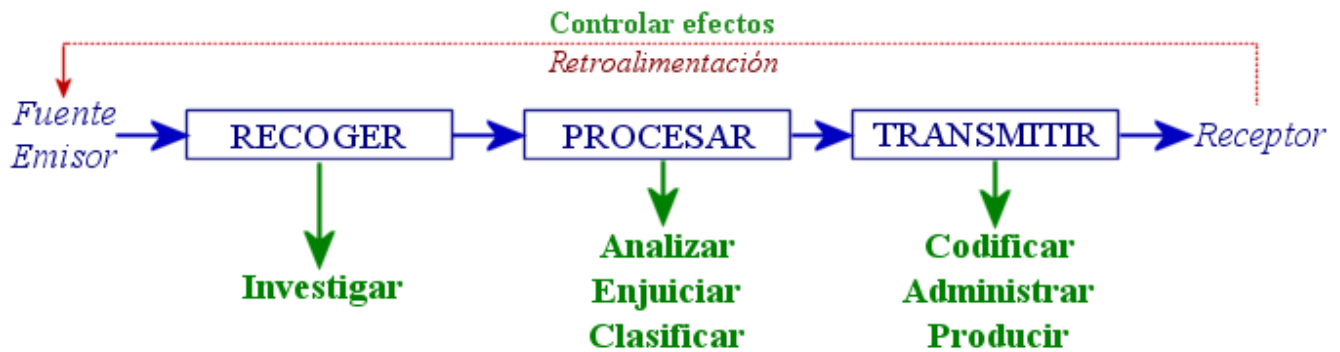 Controlar efectos
Retroalimentación
Fuente
Emisor
RECOGER
PROCESAR
TRANSMITIR
Receptor
Investigar
Analizar
Enjuiciar
Clasificar
Codificar
Administrar
Producir